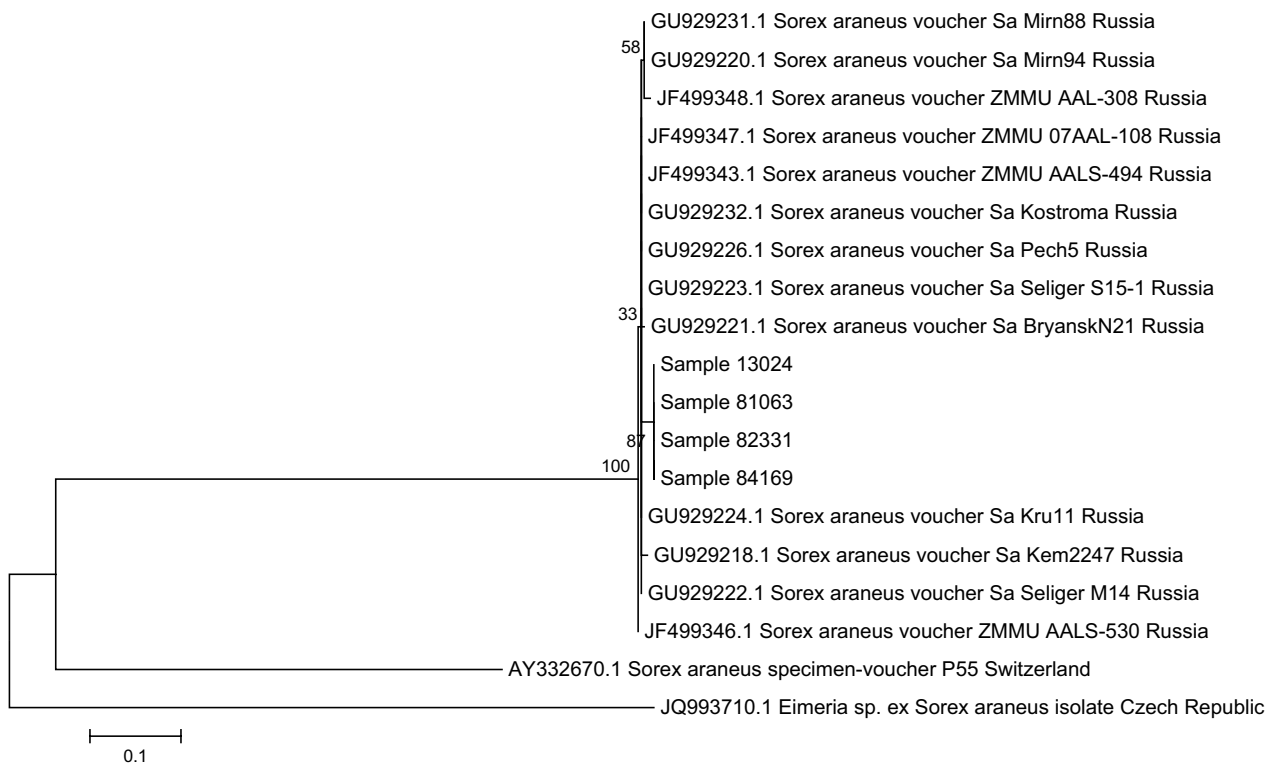 GU929231.1 Sorex araneus voucher Sa Mirn88 Russia
58
GU929220.1 Sorex araneus voucher Sa Mirn94 Russia
JF499348.1 Sorex araneus voucher ZMMU AAL-308 Russia
JF499347.1 Sorex araneus voucher ZMMU 07AAL-108 Russia
JF499343.1 Sorex araneus voucher ZMMU AALS-494 Russia
GU929232.1 Sorex araneus voucher Sa Kostroma Russia
GU929226.1 Sorex araneus voucher Sa Pech5 Russia
GU929223.1 Sorex araneus voucher Sa Seliger S15-1 Russia
33
GU929221.1 Sorex araneus voucher Sa BryanskN21 Russia
Sample 13024
Sample 81063
87
Sample 82331
100
Sample 84169
GU929224.1 Sorex araneus voucher Sa Kru11 Russia
GU929218.1 Sorex araneus voucher Sa Kem2247 Russia
GU929222.1 Sorex araneus voucher Sa Seliger M14 Russia
JF499346.1 Sorex araneus voucher ZMMU AALS-530 Russia
AY332670.1 Sorex araneus specimen-voucher P55 Switzerland
JQ993710.1 Eimeria sp. ex Sorex araneus isolate Czech Republic
0.1